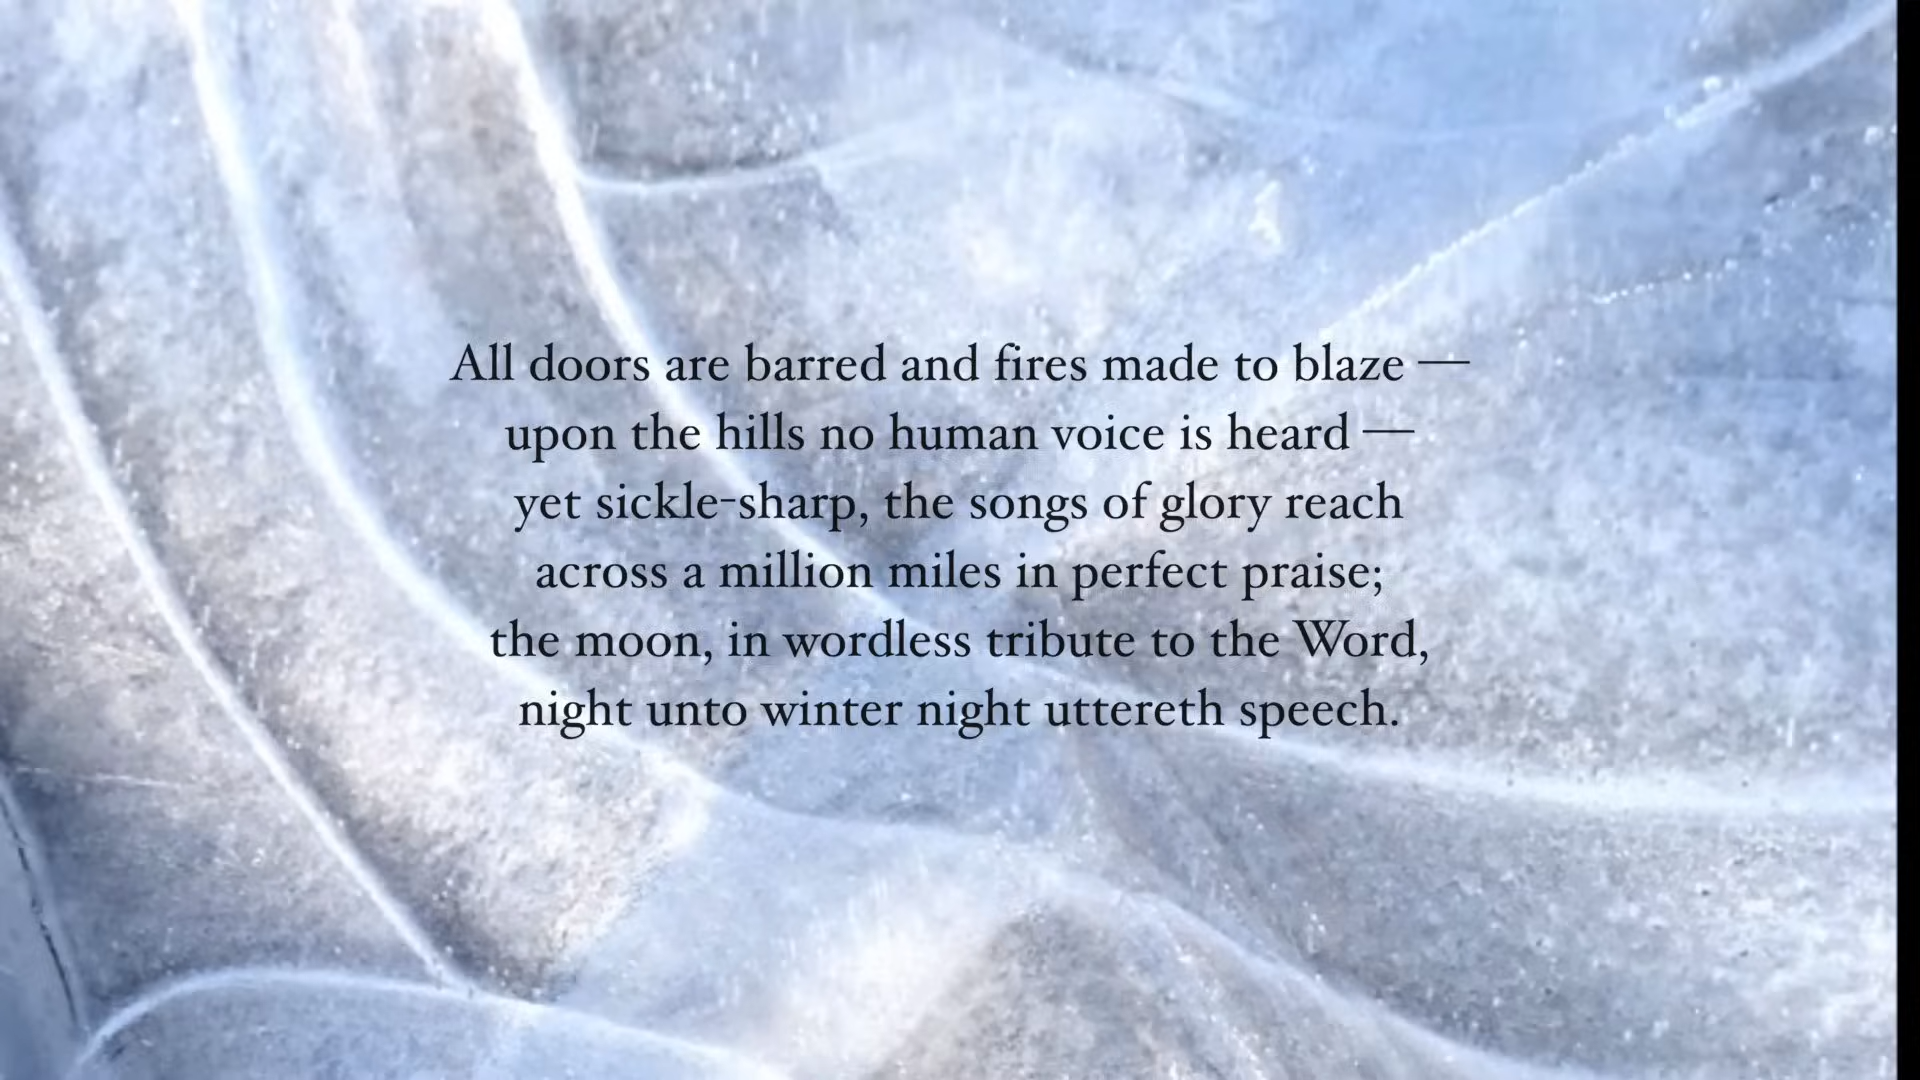 All doors are barred and fires made to blaze —
upon the hills no human voice is heard —
yet sickle-sharp, the songs of glory reach
across a million miles in perfect praise;
the moon, in wordless tribute to the Word,
night unto winter night uttereth speech.